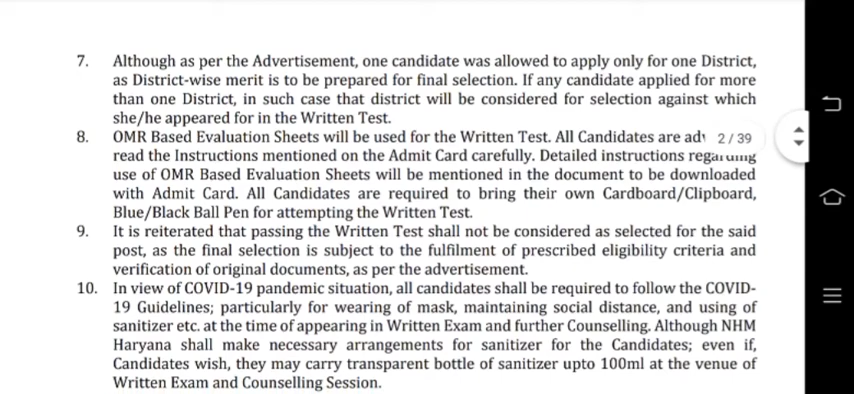 7. Although as per the Advertisement, one candidate was allowed to apply only for one District,
as District-wise merit is to be prepared for final selection. If any candidate applied for more
than one District, in such case that district will be considered for selection against which
she/he appeared for in the Written Test.
8. OMR Based Evaluation Sheets will be used for the Written Test. All Candidates are 2/39
read the Instructions mentioned on the Admit Card carefully. Detailed instructions regarding
use of OMR Based Evaluation Sheets will be mentioned in the document to be downloaded
with Admit Card. All Candidates are required to bring their own Cardboard/Clipboard,
Blue/Black Ball Pen for attempting the Written Test.
9. It is reiterated that passing the Written Test shall not be considered as selected for the said
post, as the final selection is subject to the fulfilment of prescribed eligibility criteria and
verification of original documents, as per the advertisement.
10. In view of COVID-19 pandemic situation, all candidates shall be required to follow the COVID-
19 Guidelines; particularly for wearing of mask, maintaining social distance, and using of
sanitizer etc. at the time of appearing in Written Exam and further Counselling. Although NHM
Haryana shall make necessary arrangements for sanitizer for the Candidates; even if,
Candidates wish, they may carry transparent bottle of sanitizer upto 100ml at the venue of
Written Exam and Counselling Session.